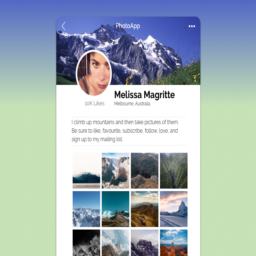 PhotoApp
Melissa Magritte
10K Likes
Melbourne, Australia
I climb up mountains and then take pictures of them.
Be sure to like, favourite, subscribe, follow, love, and
sign up to my mailing list.